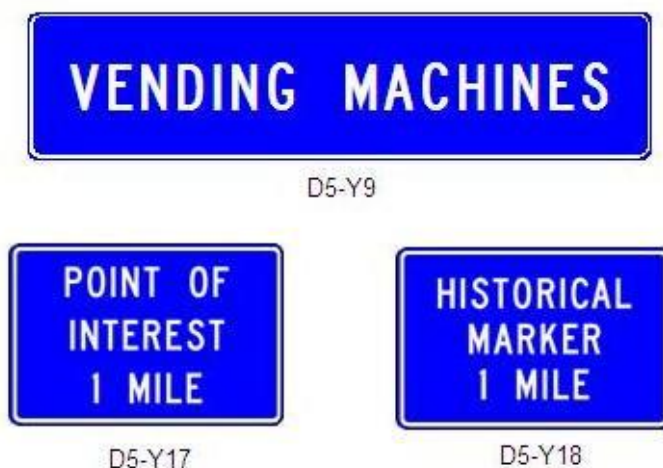 VENDING MACHINES
D5-Y9
POINT OF
INTEREST
1 MILE
D5-Y17
HISTORICAL
MARKER
1 MILE
D5-Y18